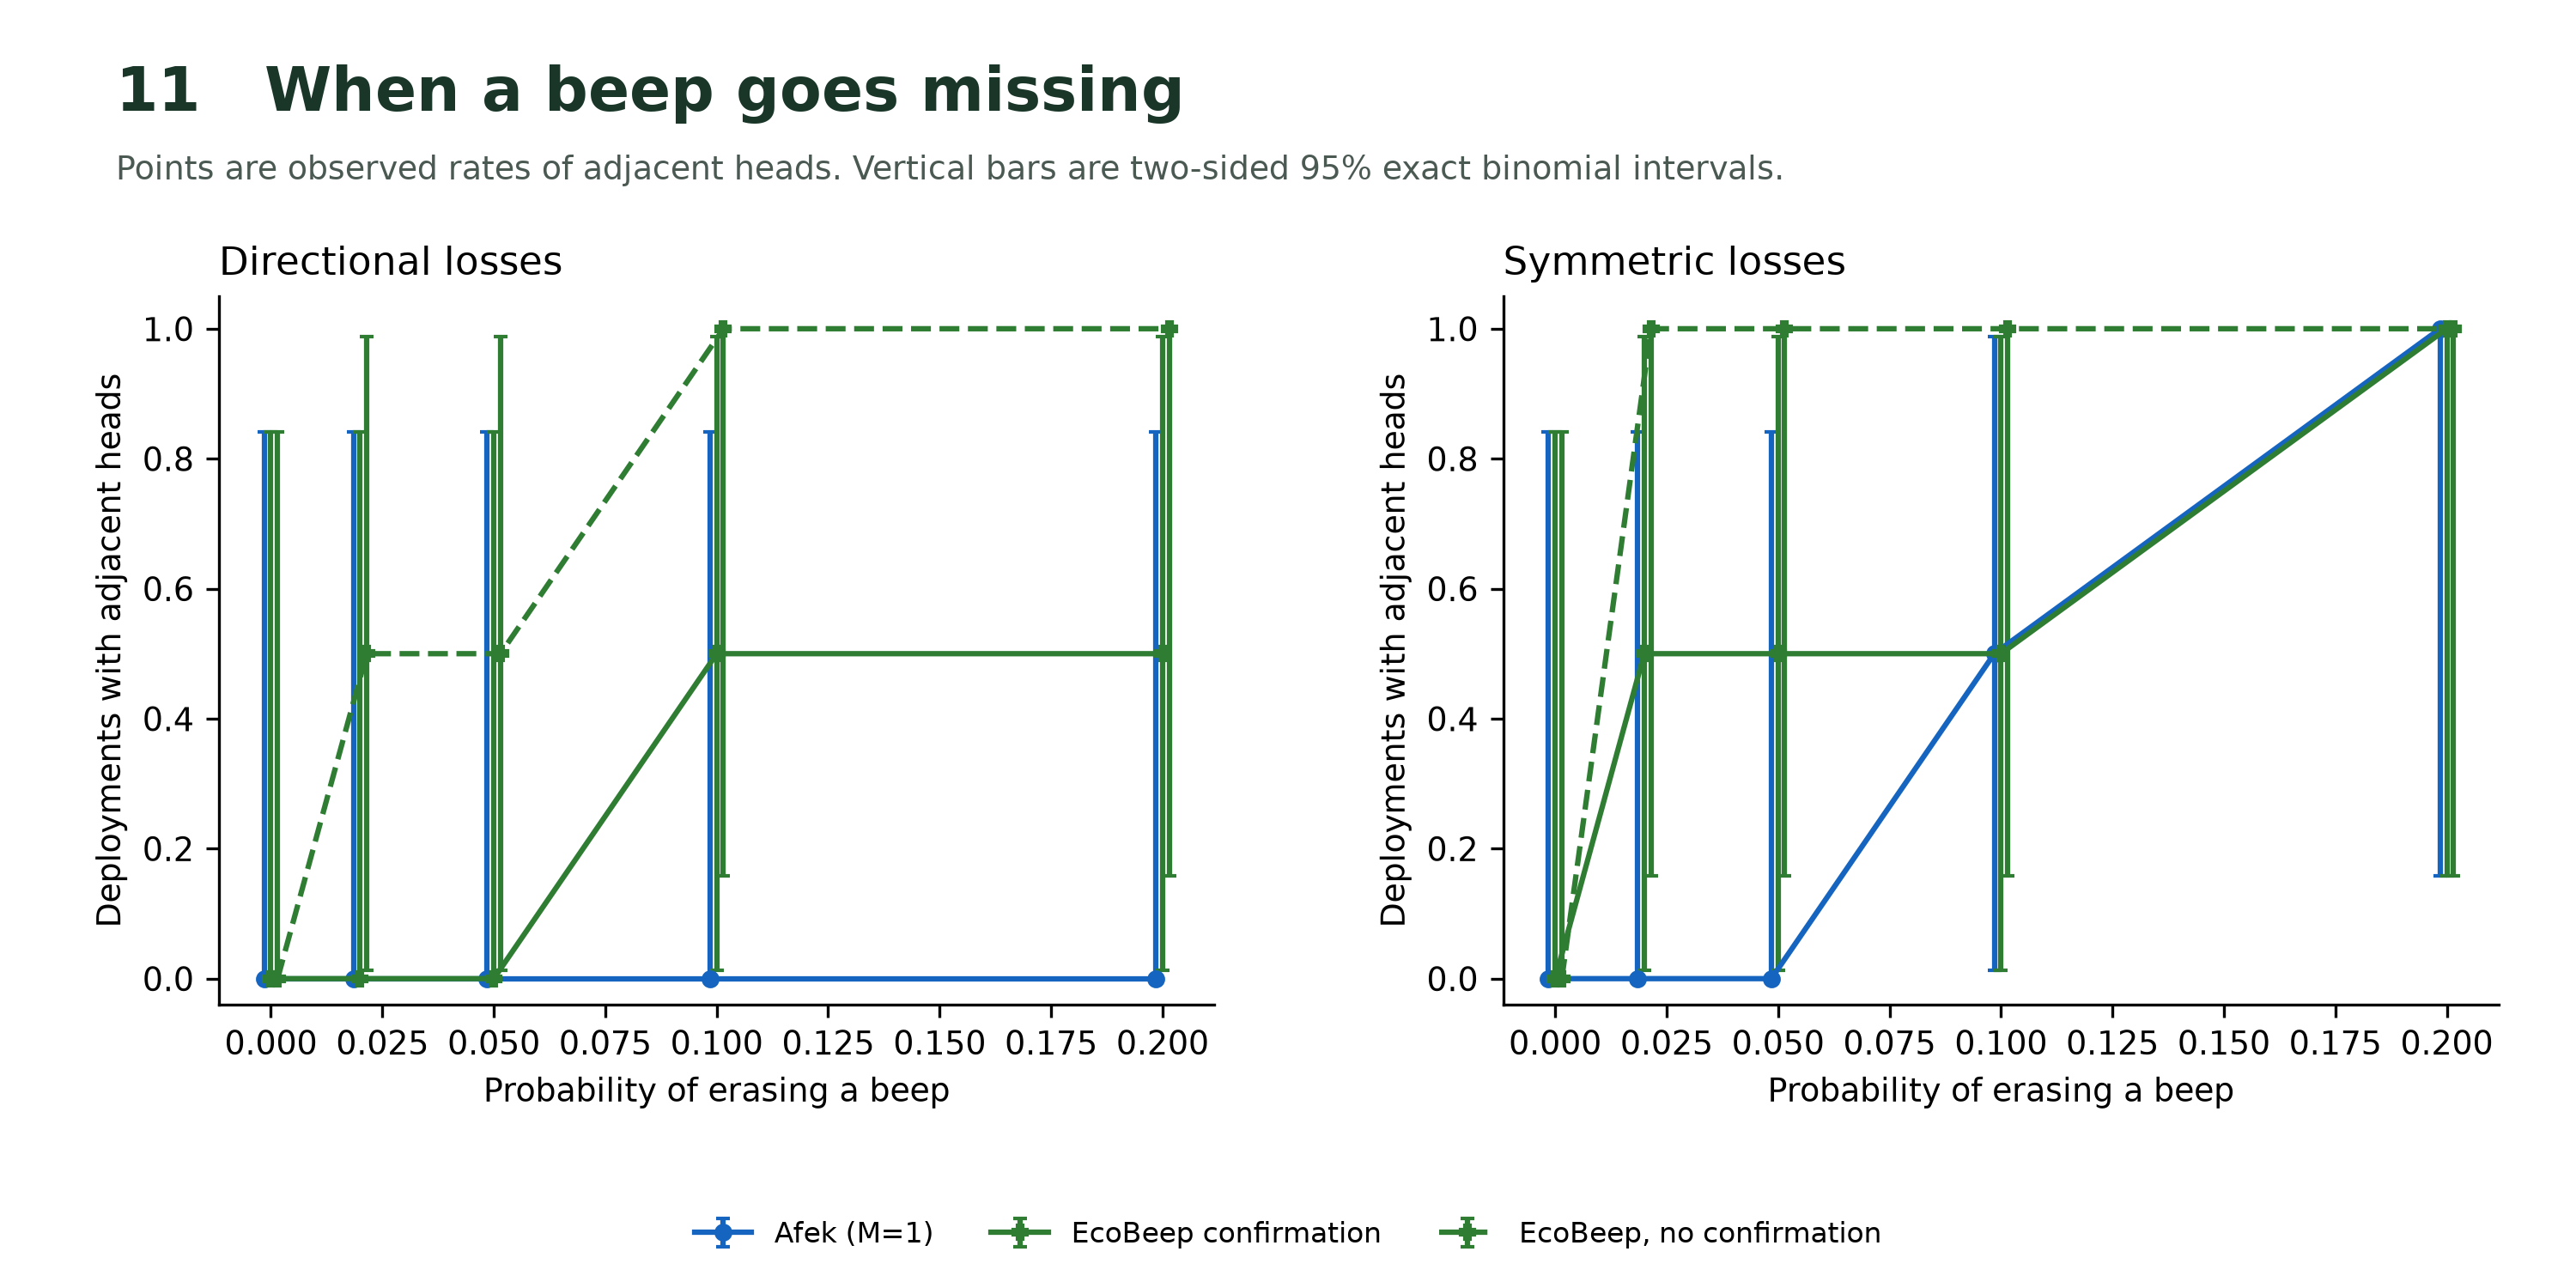 11 When a beep goes missing
Points are observed rates of adjacent heads. Vertical bars are two-sided 95% exact binomial intervals.
Directional losses
Deployments with adjacent heads
1.0
0.8
0.6
0.4
0.2
0.0
0.000 0.025 0.050 0.075 0.100 0.125 0.150 0.175 0.200
Probability of erasing a beep
Symmetric losses
Deployments with adjacent heads
1.0
0.8
0.6
0.4
0.2
0.0
0.000 0.025 0.050 0.075 0.100 0.125 0.150 0.175 0.200
Probability of erasing a beep
Afek (M=1) EcoBeep confirmation EcoBeep, no confirmation